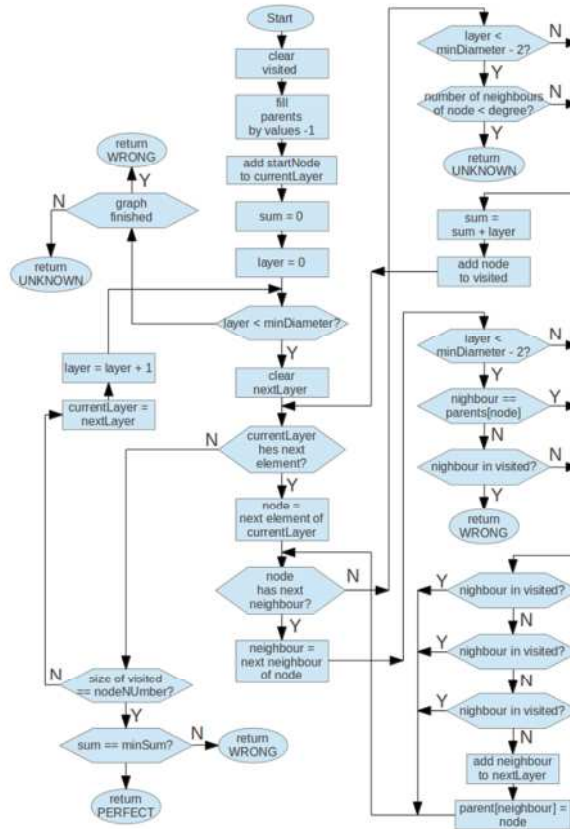 Start
clear
visited
fill
parents
by values -1
add startNode
to currentLayer
sum = 0
layer = 0
layer < minDiameter?
Y
clear
nextLayer
currentLayer
hes next
element?
N
Y
node =
next element of
currentLayer
node
has next
neighbour?
N
Y
neighbour =
next neighbour
of node
return
WRONG
Y
graph
finished
N
return
UNKNOWN
layer = layer + 1
currentLayer =
nextLayer
N
size of visited
== nodeNUmber?
Y
sum == minSum?
N
return
WRONG
Y
return
PERFECT
layer <
minDiameter - 2?
N
Y
number of neighbours
of node < degree?
N
Y
return
UNKNOWN
sum =
sum + layer
add node
to visited
layer <
minDiameter - 2?
N
Y
nighbour ==
parents[node]
Y
N
nighbour in visited?
N
Y
return
WRONG
Y
nighbour in visited?
N
Y
nighbour in visited?
N
Y
nighbour in visited?
N
add neighbour
to nextLayer
parent[neighbour] =
node